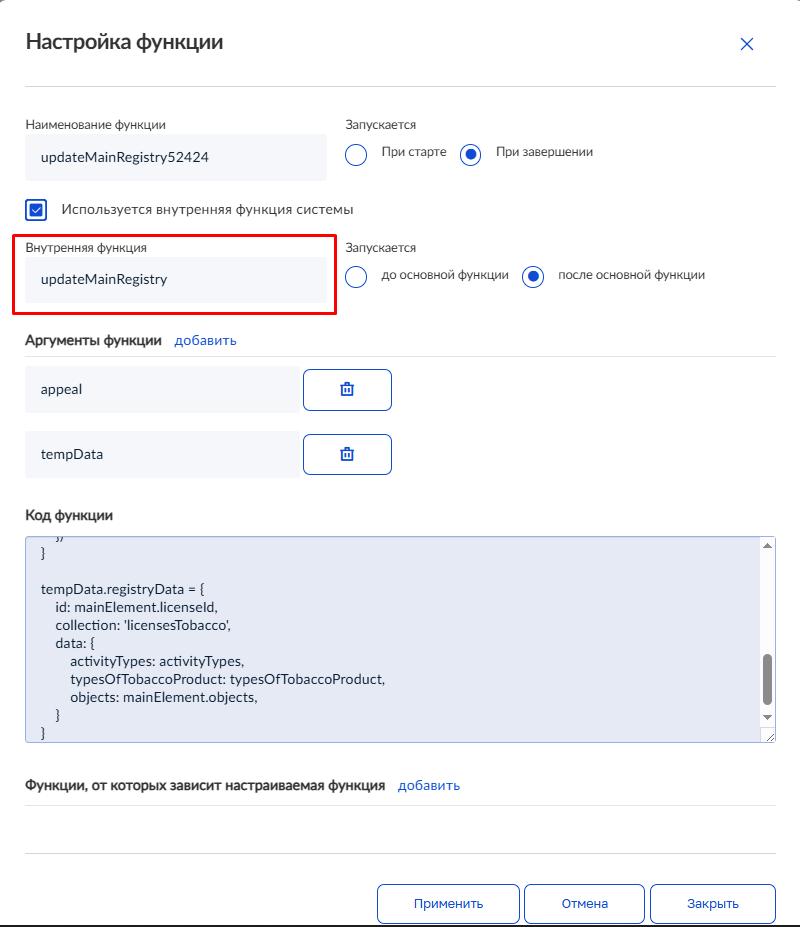 Настройка функции
Наименование функции
Запускается
updateMainRegistry52424
При старте
При завершении
Используется внутренняя функция системы
Внутренняя функция
Запускается
updateMainRegistry
до основной функции
после основной функции
Аргументы функции добавить
appeal
tempData
Код функции
}
tempData.registryData = {
id: mainElement.licenseId,
collection: 'licensesTobacco',
data: {
activityTypes: activityTypes,
typesOfTobaccoProduct: typesOfTobaccoProduct,
objects: mainElement.objects,
}
}
Функции, от которых зависит настраиваемая функция добавить
Применить
Отмена
Закрыть